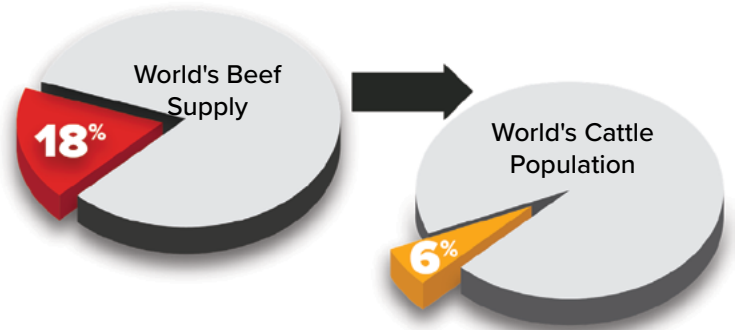 World's Beef
Supply
18%
World's Cattle
Population
6%